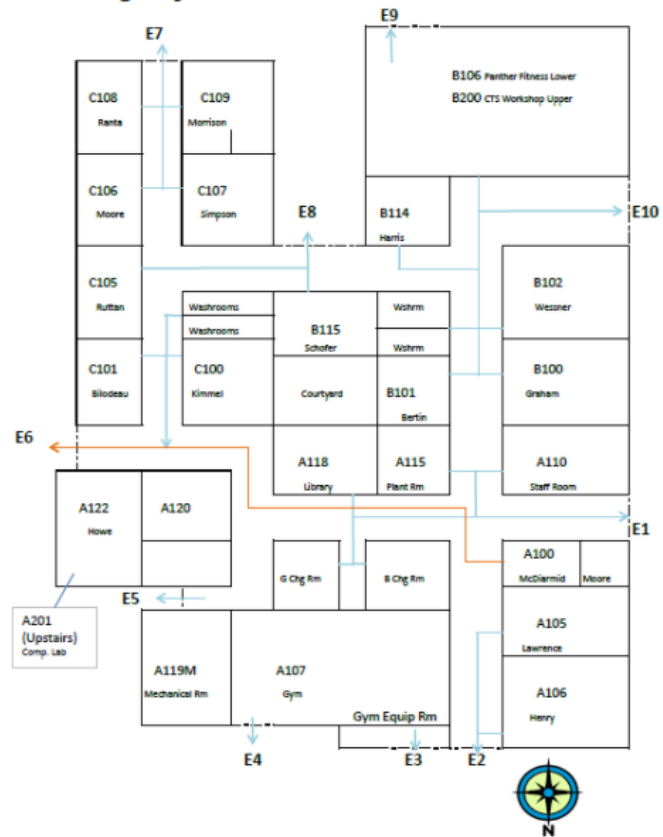 E9
E7
B106 Panther Fitness Lower
B200 CTS Workshop Upper
C108
Ranta
C109
Morrison
C106
Moore
C107
Simpson
E8
B114
Harris
E10
C105
Ruttan
Washrooms
Washrooms
B115
Schofer
Wshrm
Wshrm
B102
Wessner
C101
Bilodeau
C100
Kimmel
Courtyard
B101
Bertin
B100
Graham
E6
A118
Library
A115
Plant Rm
A110
Staff Room
A122
Howe
A120
E1
A100
McDiarmid
Moore
G Chg Rm
B Chg Rm
E5
A201
(Upstairs)
Comp. Lab
A105
Lawrence
A119M
Mechanical Rm
A107
Gym
A106
Henry
Gym Equip Rm
E4
E3
E2
N